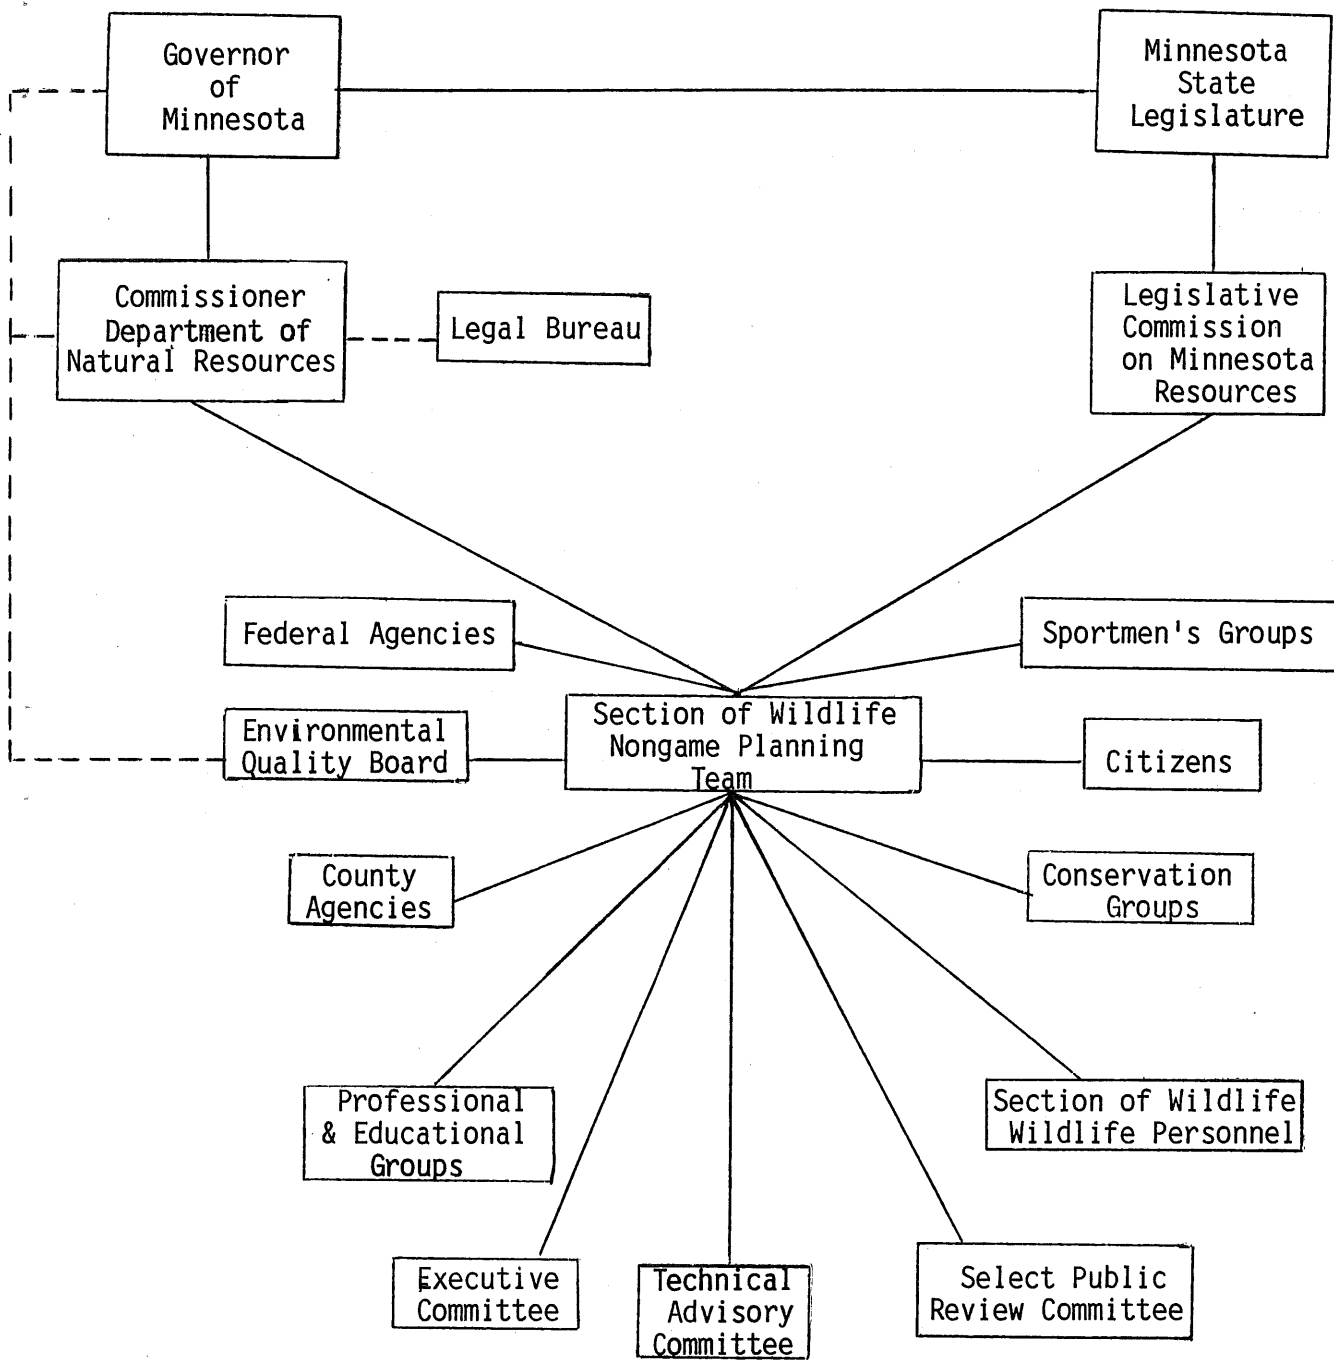 Governor
of
Minnesota
Minnesota
State
Legislature
Commissioner
Department of
Natural Resources
Legal Bureau
Legislative
Commission
on Minnesota
Resources
Federal Agencies
Sportmen's Groups
Section of Wildlife
Nongame Planning
Team
Environmental
Quality Board
Citizens
County
Agencies
Conservation
Groups
Professional
& Educational
Groups
Section of Wildlife
Wildlife Personnel
Executive
Committee
Technical
Advisory
Committee
Select Public
Review Committee